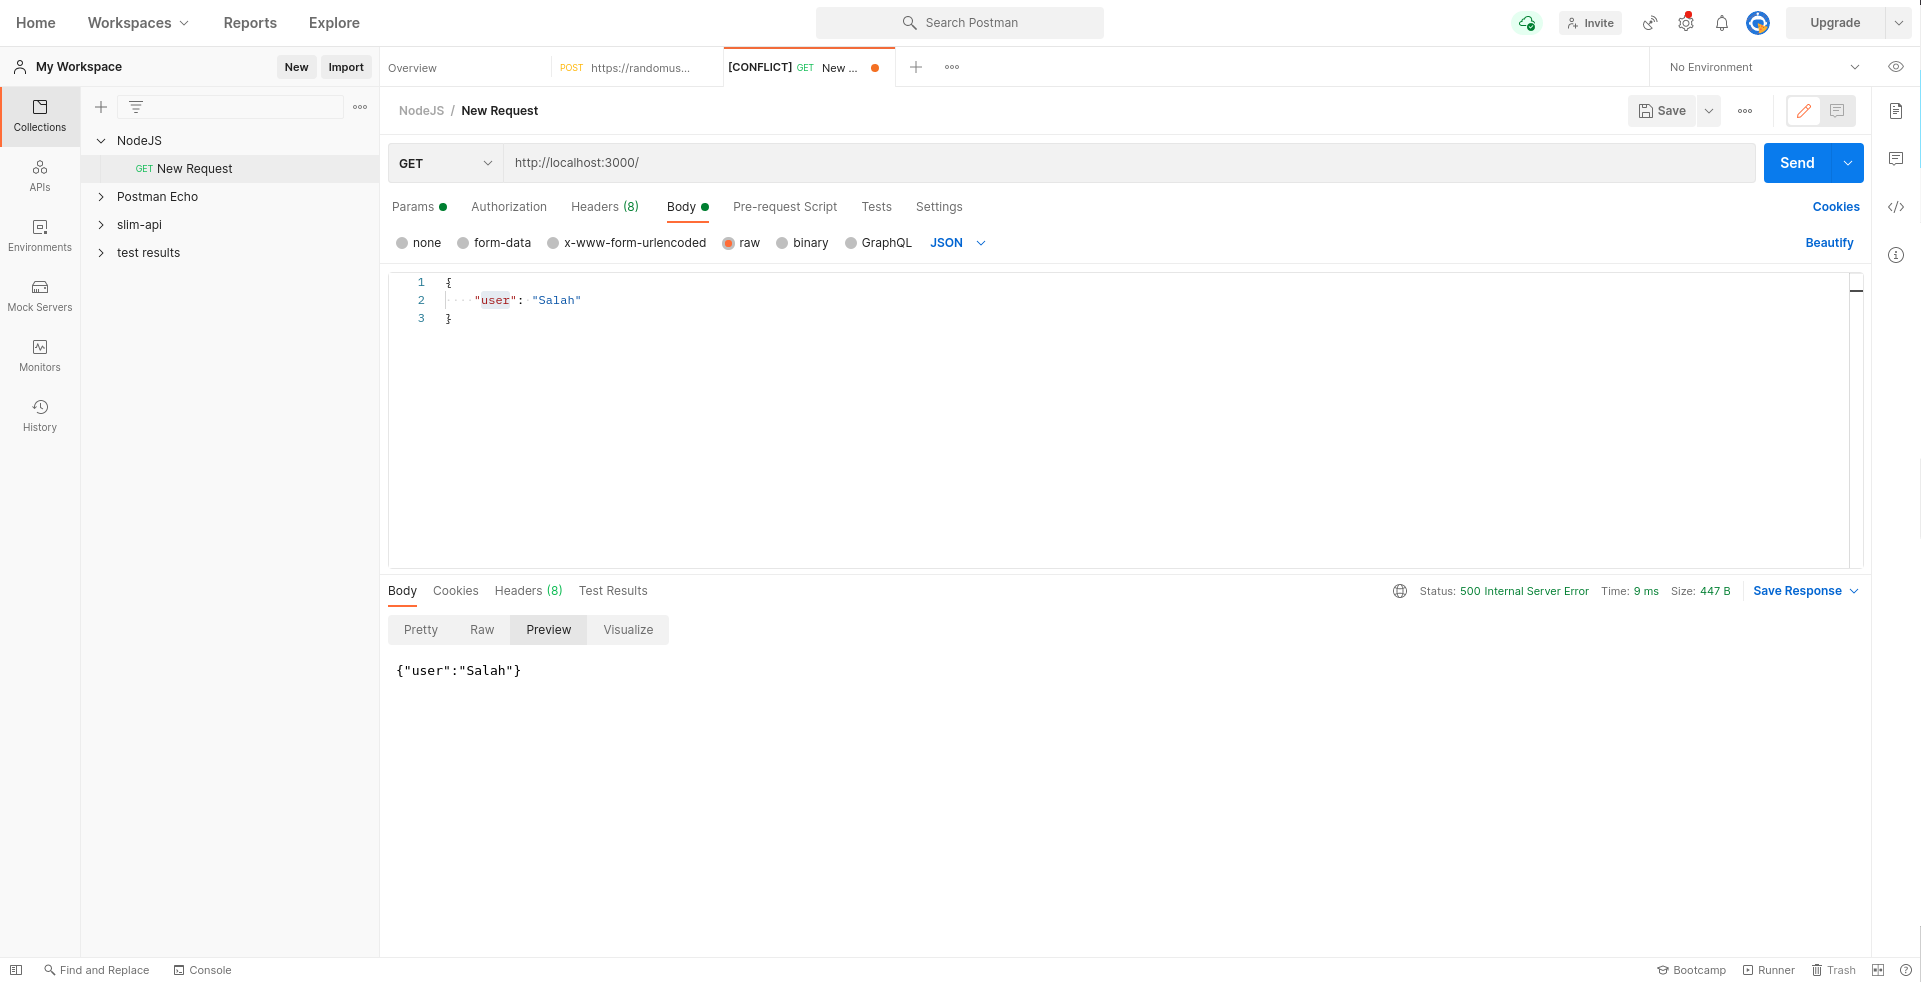 Home Workspaces Reports Explore Search Postman Invite Upgrade
My Workspace New Import Overview POST https://randomus... [CONFLICT] GET New ... No Environment
Collections
APIs
Environments
Mock Servers
Monitors
History
NodeJS
GET New Request
Postman Echo
slim-api
test results
NodeJS / New Request Save
GET http://localhost:3000/ Send
Params Authorization Headers (8) Body Pre-request Script Tests Settings Cookies
none form-data x-www-form-urlencoded raw binary GraphQL JSON Beautify
1 {
2 "user": "Salah"
3 }
Body Cookies Headers (8) Test Results Status: 500 Internal Server Error Time: 9 ms Size: 447 B Save Response
Pretty Raw Preview Visualize
{"user":"Salah"}
Find and Replace Console Bootcamp Runner Trash